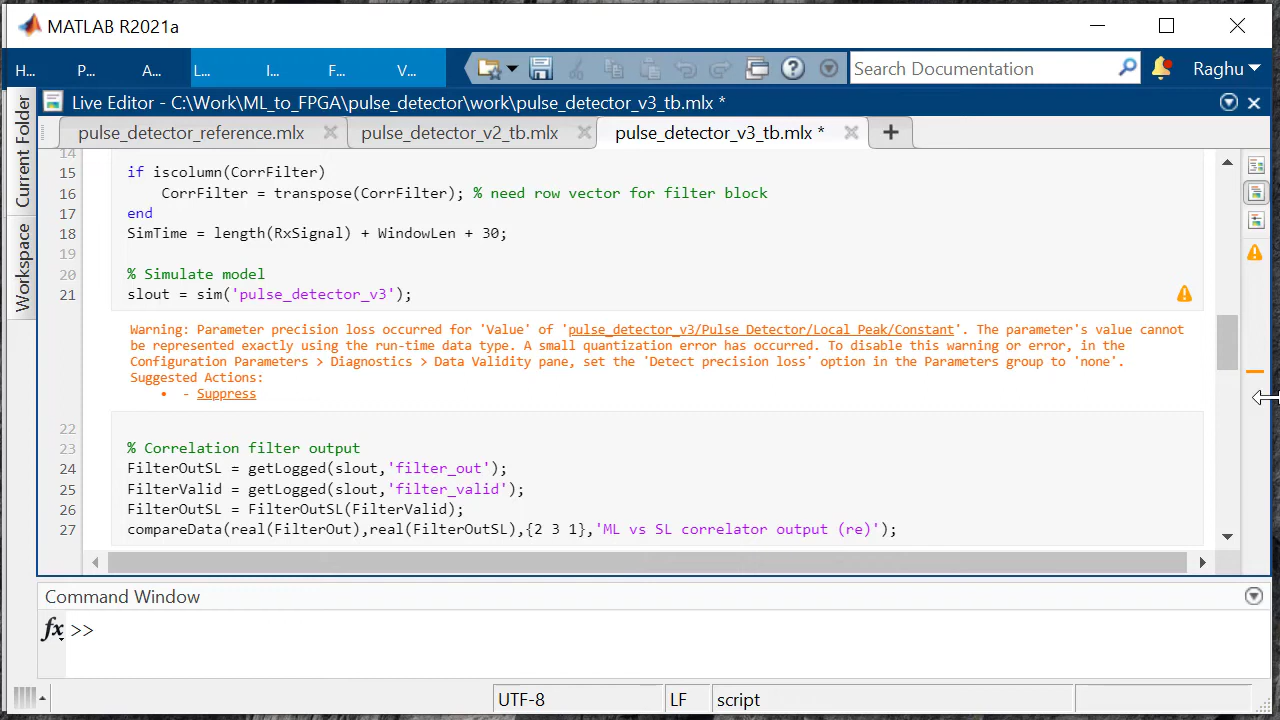 MATLAB R2021a
H... P... A... L... I... F... V... Search Documentation Raghu
Live Editor - C:\Work\ML_to_FPGA\pulse_detector\work\pulse_detector_v3_tb.mlx *
pulse_detector_reference.mlx pulse_detector_v2_tb.mlx pulse_detector_v3_tb.mlx *
Current Folder
Workspace
14
15 if iscolumn(CorrFilter)
16 CorrFilter = transpose(CorrFilter); % need row vector for filter block
17 end
18 SimTime = length(RxSignal) + WindowLen + 30;
19
20 % Simulate model
21 slout = sim('pulse_detector_v3');
Warning: Parameter precision loss occurred for 'Value' of 'pulse_detector_v3/Pulse Detector/Local Peak/Constant'. The parameter's value cannot
be represented exactly using the run-time data type. A small quantization error has occurred. To disable this warning or error, in the
Configuration Parameters > Diagnostics > Data Validity pane, set the 'Detect precision loss' option in the Parameters group to 'none'.
Suggested Actions:
• - Suppress
22
23 % Correlation filter output
24 FilterOutSL = getLogged(slout,'filter_out');
25 FilterValid = getLogged(slout,'filter_valid');
26 FilterOutSL = FilterOutSL(FilterValid);
27 compareData(real(FilterOut),real(FilterOutSL),{2 3 1},'ML vs SL correlator output (re)');
Command Window
fx >>
UTF-8 LF script